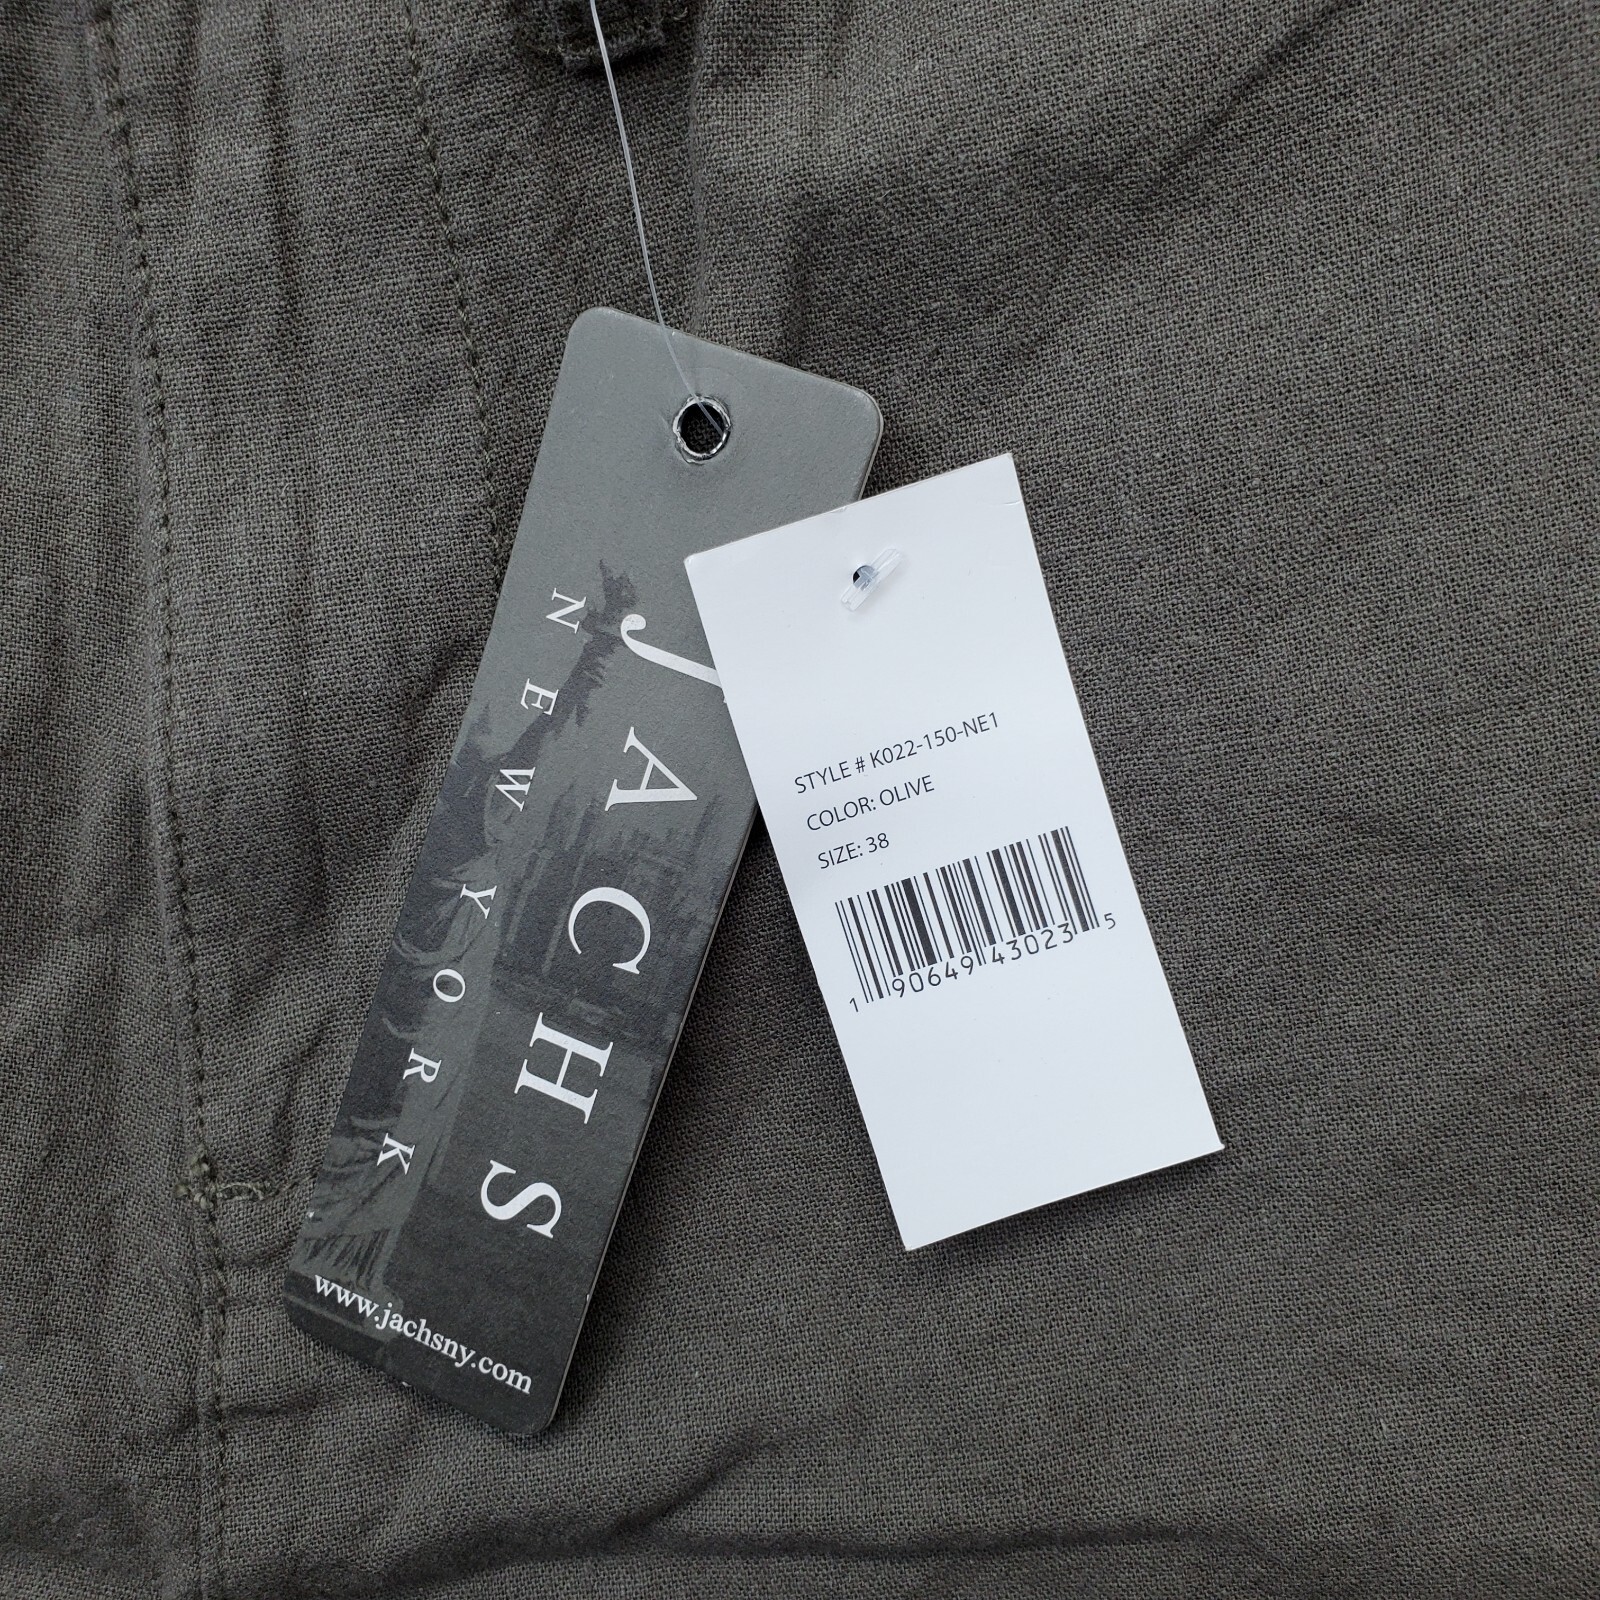 JACHS
NEW YORK
www.jachsny.com
STYLE # K022-150-NE1
COLOR: OLIVE
SIZE: 38
1 90649 43023 5